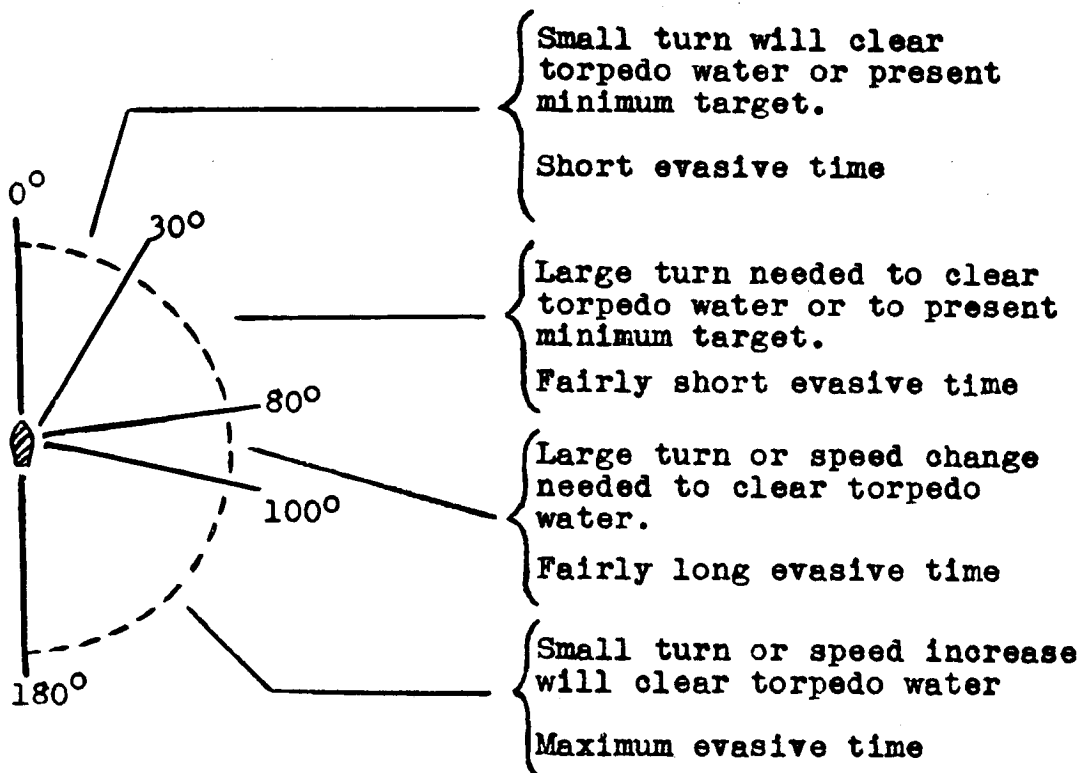 Small turn will clear
torpedo water or present
minimum target.
Short evasive time
0°
30°
Large turn needed to clear
torpedo water or to present
minimum target.
Fairly short evasive time
80°
Large turn or speed change
needed to clear torpedo
water.
100°
Fairly long evasive time
Small turn or speed increase
will clear torpedo water
180°
Maximum evasive time